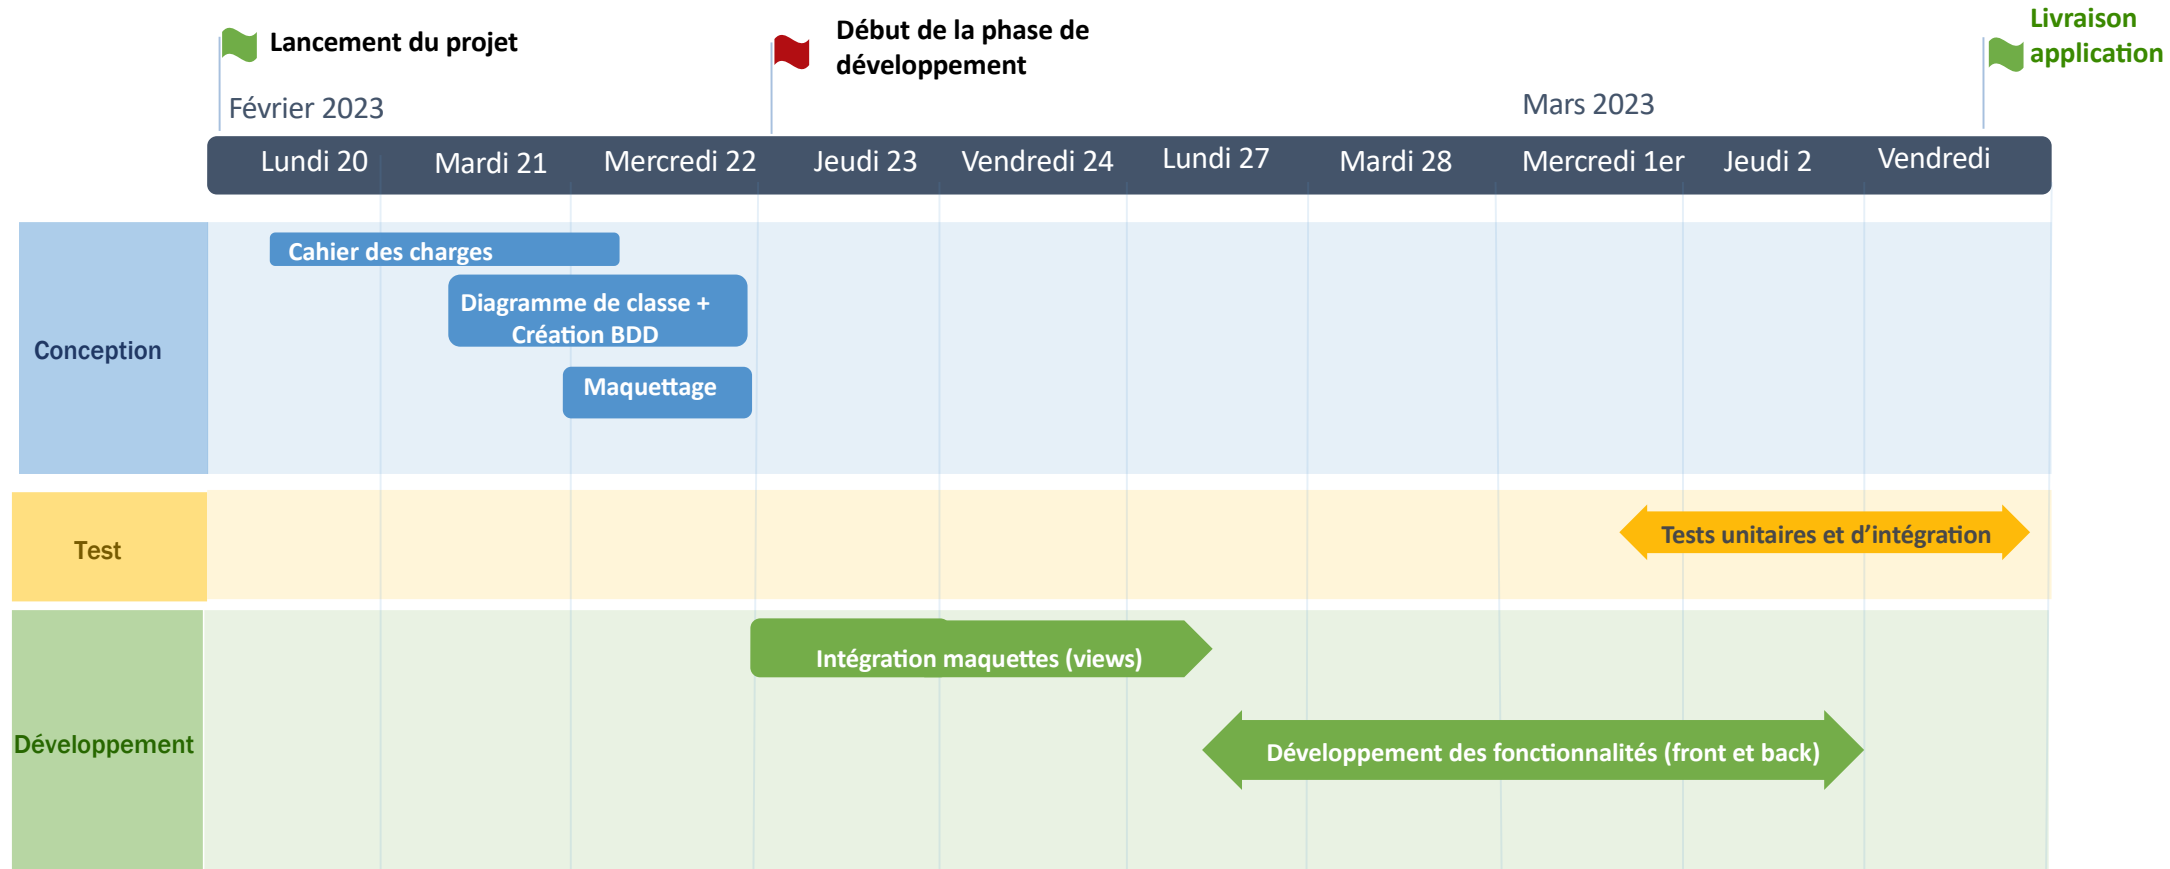 Lancement du projet
Début de la phase de
développement
Livraison
application
Février 2023
Mars 2023
Lundi 20 Mardi 21 Mercredi 22 Jeudi 23 Vendredi 24 Lundi 27 Mardi 28 Mercredi 1er Jeudi 2 Vendredi
Conception
Cahier des charges
Diagramme de classe +
Création BDD
Maquettage
Test
Tests unitaires et d’intégration
Développement
Intégration maquettes (views)
Développement des fonctionnalités (front et back)